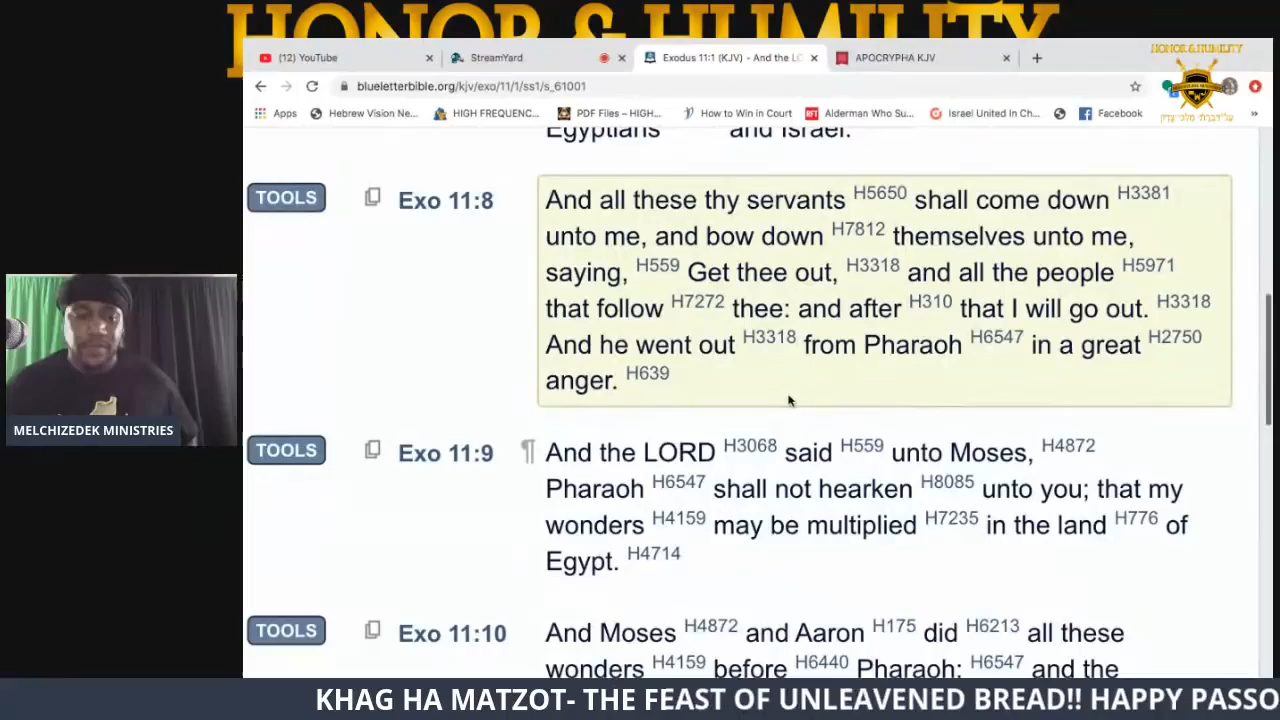 HONOR & HUMILITY
(12) YouTube
StreamYard
Exodus 11:1 (KJV) - And the LO
APOCRYPHA KJV
HONOR & HUMILITY
blueletterbible.org/kjv/exo/11/1/ss1/s_61001
Apps
Hebrew Vision Ne...
HIGH FREQUENC...
PDF Files – HIGH...
How to Win in Court
RFT
Alderman Who Su...
Israel United In Ch...
Facebook
»
Egyptians and Israel.
TOOLS
Exo 11:8
And all these thy servants H5650 shall come down H3381
unto me, and bow down H7812 themselves unto me,
saying, H559 Get thee out, H3318 and all the people H5971
that follow H7272 thee: and after H310 that I will go out. H3318
And he went out H3318 from Pharaoh H6547 in a great H2750
anger. H639
MELCHIZEDEK MINISTRIES
TOOLS
Exo 11:9
¶ And the LORD H3068 said H559 unto Moses, H4872
Pharaoh H6547 shall not hearken H8085 unto you; that my
wonders H4159 may be multiplied H7235 in the land H776 of
Egypt. H4714
TOOLS
Exo 11:10
And Moses H4872 and Aaron H175 did H6213 all these
wonders H4159 before H6440 Pharaoh: H6547 and the
KHAG HA MATZOT- THE FEAST OF UNLEAVENED BREAD!! HAPPY PASSO